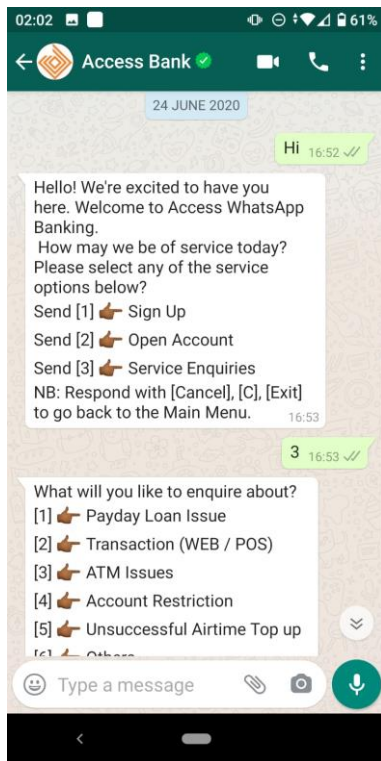 02:02 61%
Access Bank
24 JUNE 2020
Hi 16:52
Hello! We're excited to have you
here. Welcome to Access WhatsApp
Banking.
How may we be of service today?
Please select any of the service
options below?
Send [1] 👉🏾 Sign Up
Send [2] 👉🏾 Open Account
Send [3] 👉🏾 Service Enquiries
NB: Respond with [Cancel], [C], [Exit]
to go back to the Main Menu. 16:53
3 16:53
What will you like to enquire about?
[1] 👉🏾 Payday Loan Issue
[2] 👉🏾 Transaction (WEB / POS)
[3] 👉🏾 ATM Issues
[4] 👉🏾 Account Restriction
[5] 👉🏾 Unsuccessful Airtime Top up
[6] 👉🏾 Others
Type a message